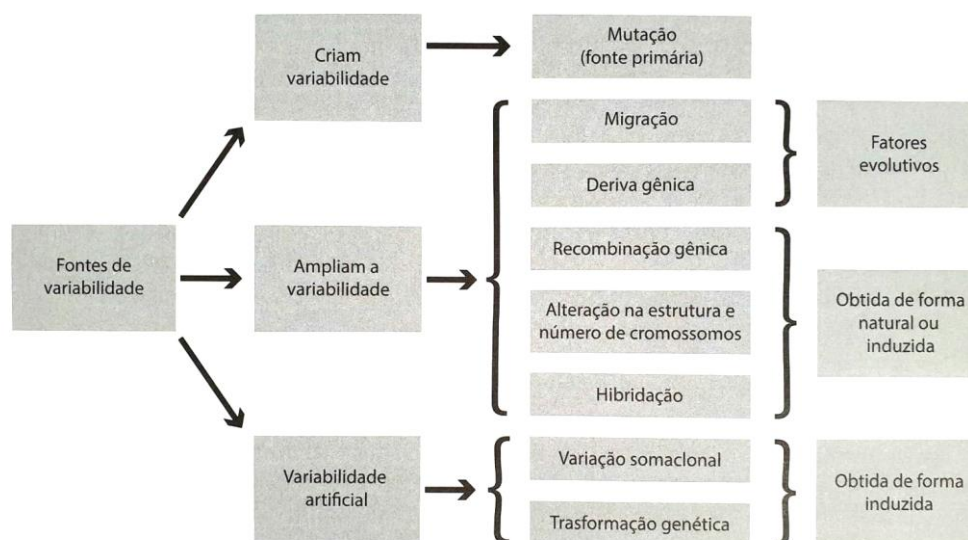 Criam
variabilidade
Mutação
(fonte primária)
Migração
Deriva gênica
Fatores
evolutivos
Fontes de
variabilidade
Ampliam a
variabilidade
Recombinação gênica
Alteração na estrutura e
número de cromossomos
Hibridação
Obtida de forma
natural ou
induzida
Variabilidade
artificial
Variação somaclonal
Trasformação genética
Obtida de forma
induzida